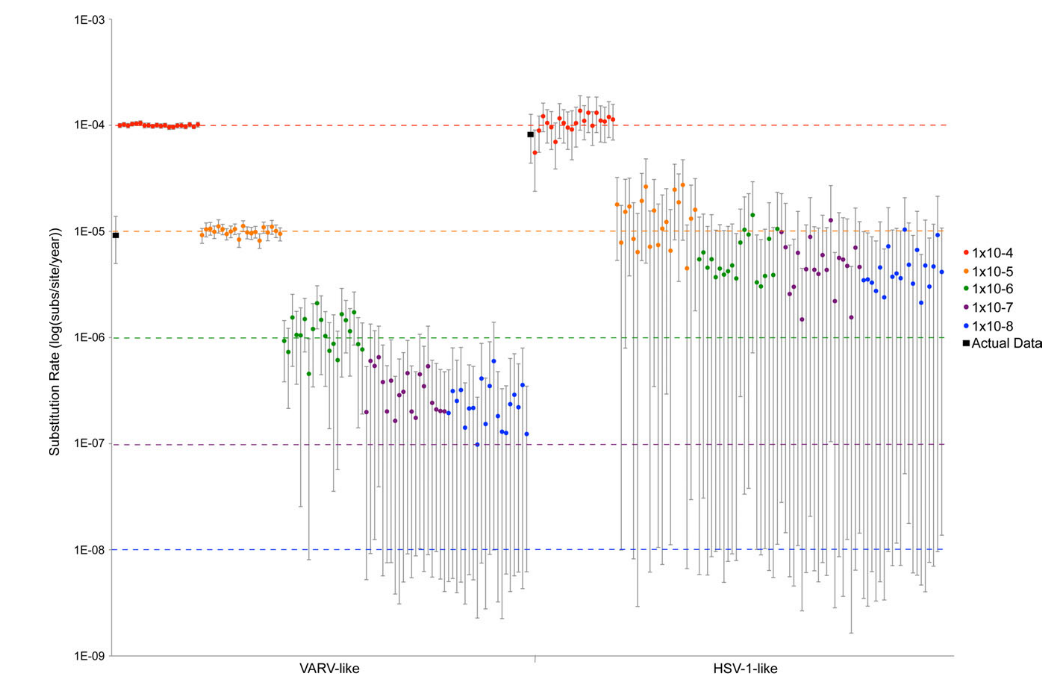 1E-03
1E-04
1E-05
1E-06
1E-07
1E-08
1E-09
Substitution Rate (log(subs/site/year))
VARV-like
HSV-1-like
1x10-4
1x10-5
1x10-6
1x10-7
1x10-8
Actual Data